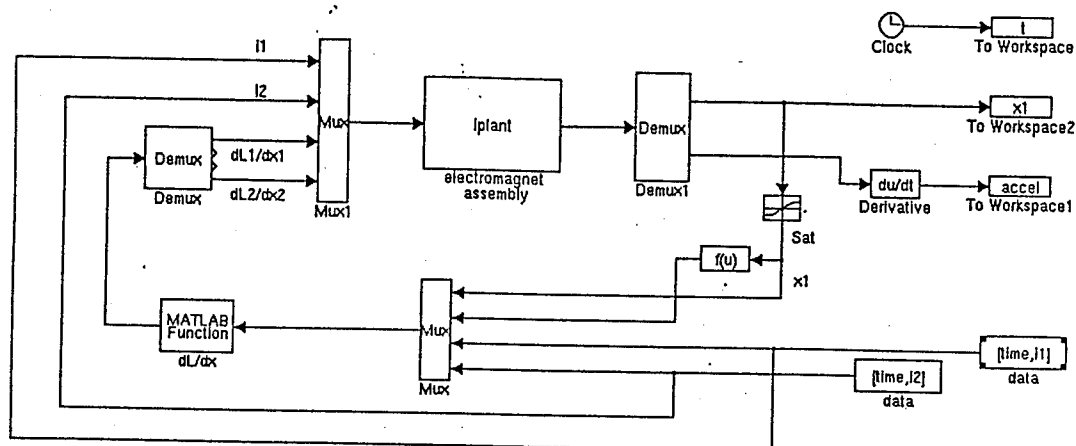 i1
i2
Mux
Mux1
Demux
Demux
dL1/dx1
dL2/dx2
Iplant
electromagnet
assembly
Demux
Demux1
Clock
t
To Workspace
x1
To Workspace2
du/dt
Derivative
accel
To Workspace1
Sat
f(u)
x1
MATLAB
Function
dL/dx
Mux
Mux
[time,i1]
data
[time,i2]
data